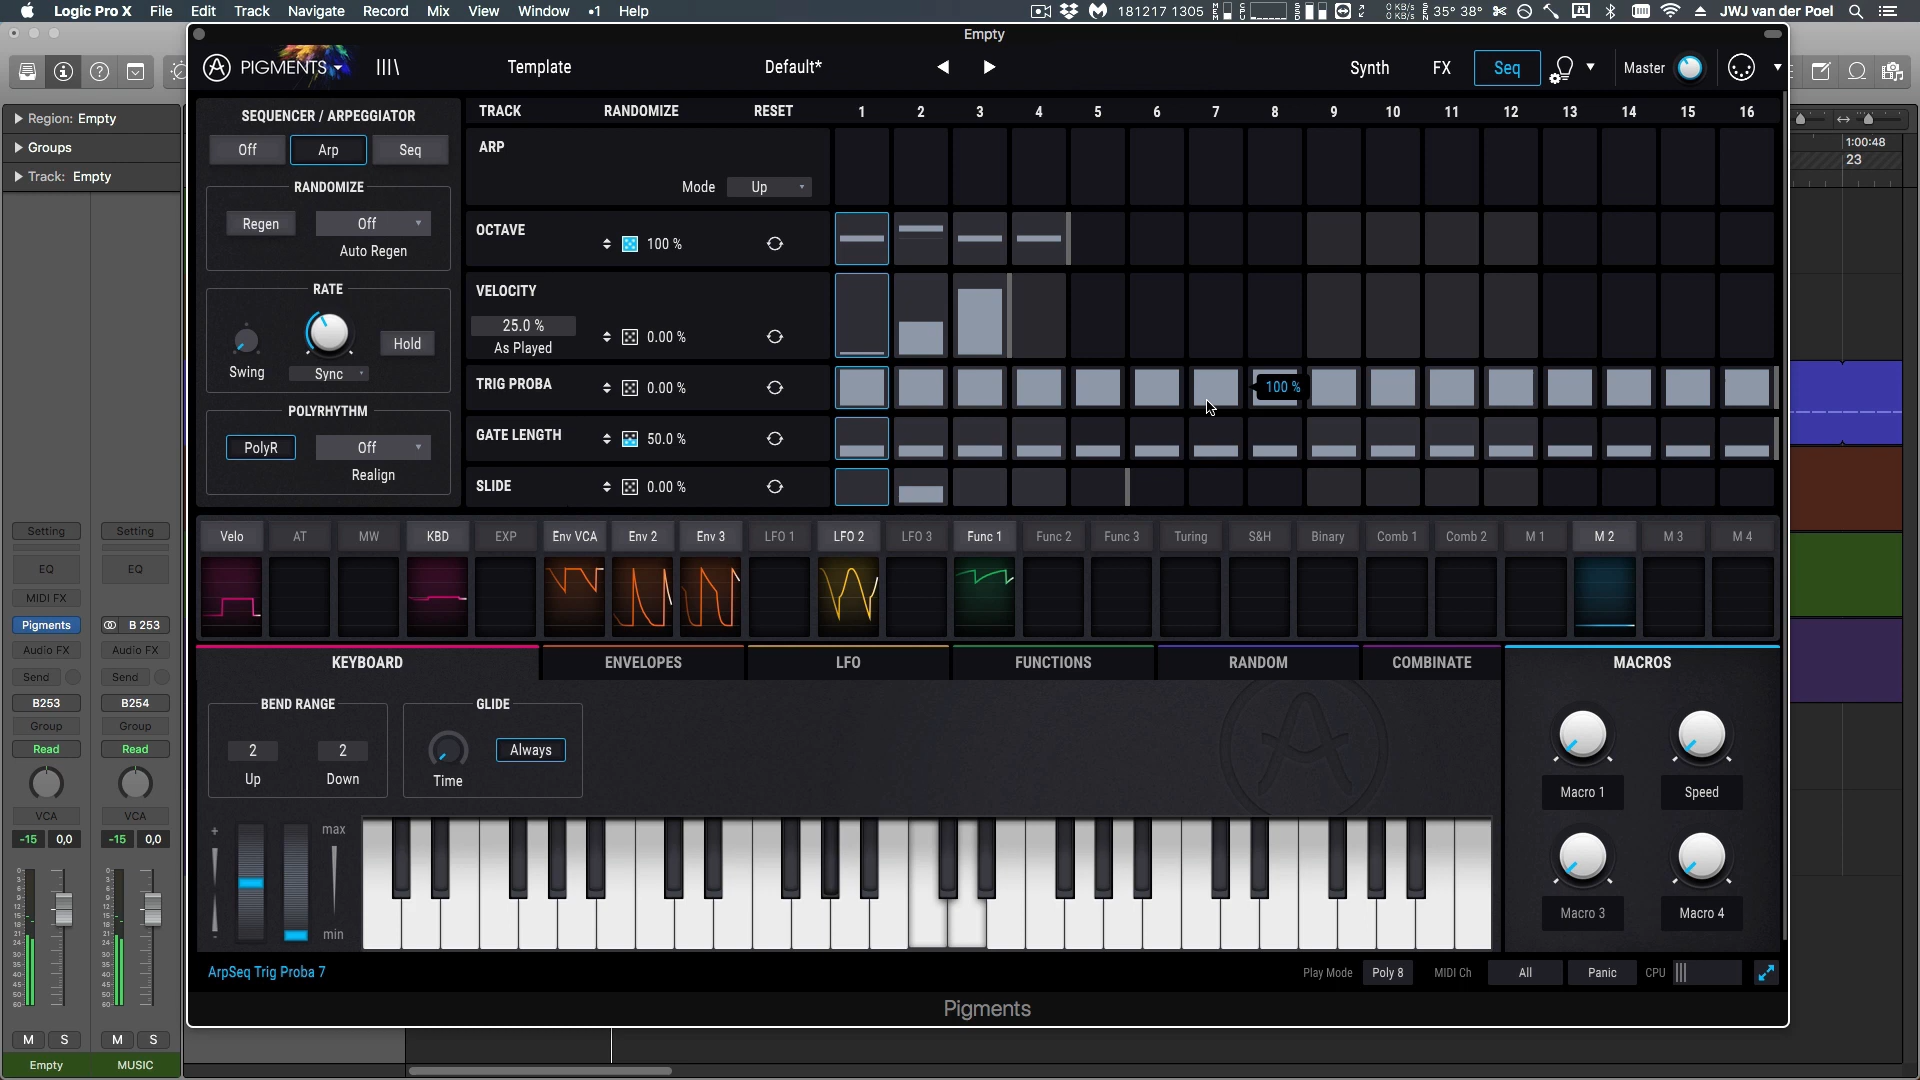 Logic Pro X File Edit Track Navigate Record Mix View Window •1 Help 181217 1305 0 KB/s 0 KB/s 35° 38° JWJ van der Poel
Empty
PIGMENTS Template Default* Synth FX Seq Master
Region: Empty
Groups
Track: Empty
SEQUENCER / ARPEGGIATOR
Off Arp Seq
RANDOMIZE
Regen Off
Auto Regen
RATE
Hold
Swing Sync
POLYRHYTHM
PolyR Off
Realign
TRACK RANDOMIZE RESET 1 2 3 4 5 6 7 8 9 10 11 12 13 14 15 16
ARP
Mode Up
OCTAVE 100 %
VELOCITY
25.0 % 0.00 %
As Played
TRIG PROBA 0.00 % 100 %
GATE LENGTH 50.0 %
SLIDE 0.00 %
1:00:48
23
Velo AT MW KBD EXP Env VCA Env 2 Env 3 LFO 1 LFO 2 LFO 3 Func 1 Func 2 Func 3 Turing S&H Binary Comb 1 Comb 2 M 1 M 2 M 3 M 4
KEYBOARD ENVELOPES LFO FUNCTIONS RANDOM COMBINATE MACROS
BEND RANGE GLIDE
2 2 Always
Up Down Time
Macro 1 Speed
Macro 3 Macro 4
+ max
- min
ArpSeq Trig Proba 7 Play Mode Poly 8 MIDI Ch All Panic CPU
Pigments
Setting Setting
EQ EQ
MIDI FX
Pigments B 253
Audio FX Audio FX
Send Send
B253 B254
Group Group
Read Read
VCA VCA
-15 0,0 -15 0,0
M S M S
Empty MUSIC